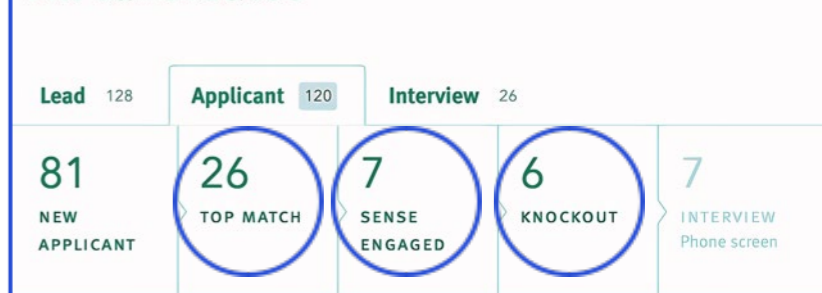 Lead 128 Applicant 120 Interview 26
81 26 7 6 7
NEW TOP MATCH SENSE KNOCKOUT INTERVIEW
APPLICANT ENGAGED Phone screen